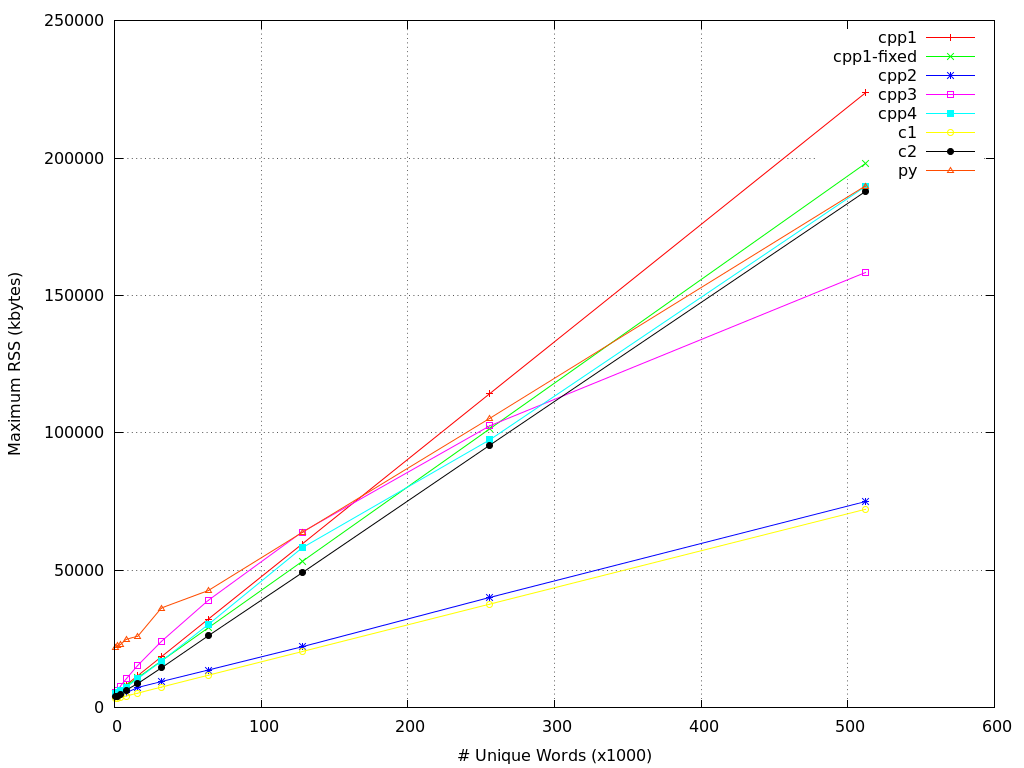 250000
200000
150000
100000
50000
0
Maximum RSS (kbytes)
cpp1
cpp1-fixed
cpp2
cpp3
cpp4
c1
c2
py
0 100 200 300 400 500 600
# Unique Words (x1000)